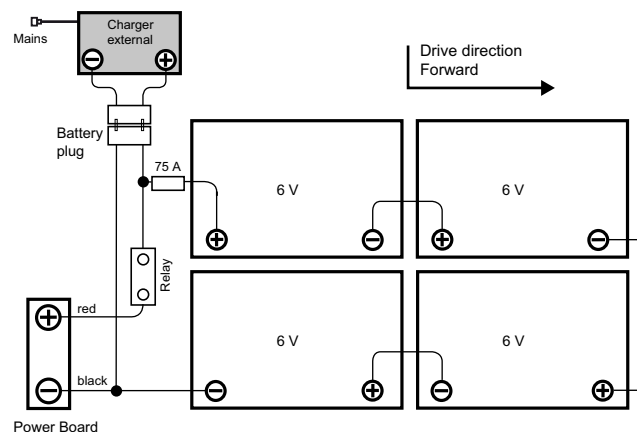 Charger
external
Mains
Drive direction
Forward
Battery
plug
75 A
6 V
6 V
Relay
red
6 V
6 V
black
Power Board